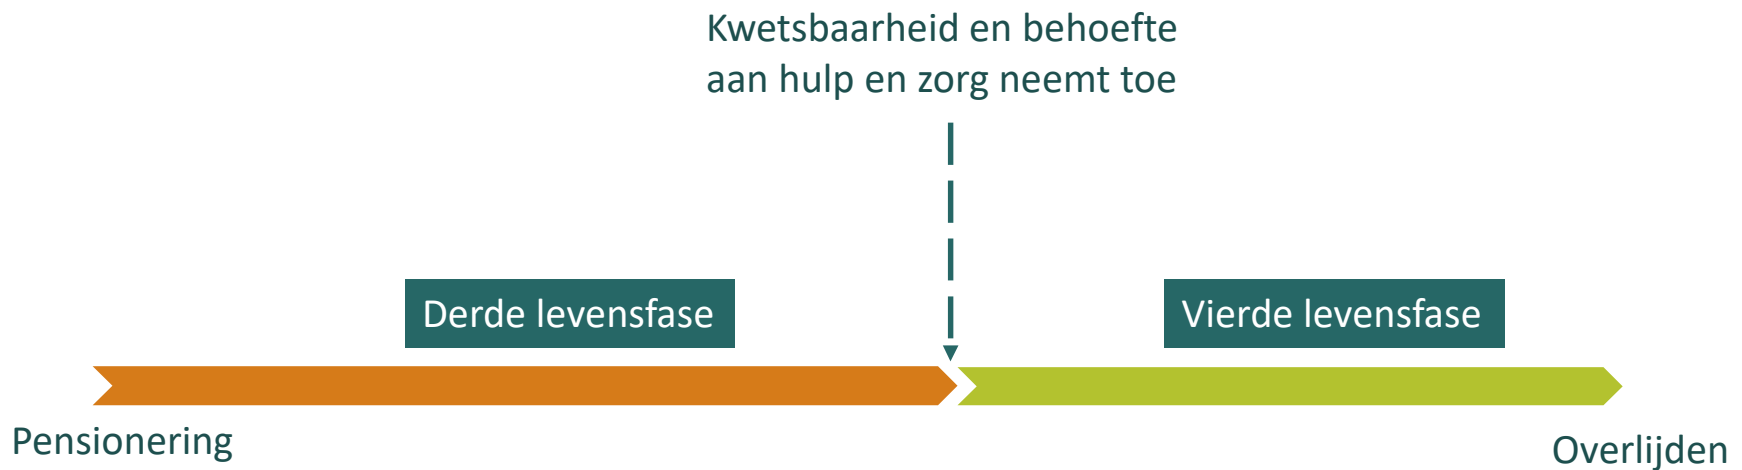 Kwetsbaarheid en behoefte
aan hulp en zorg neemt toe
Derde levensfase
Vierde levensfase
Pensionering
Overlijden